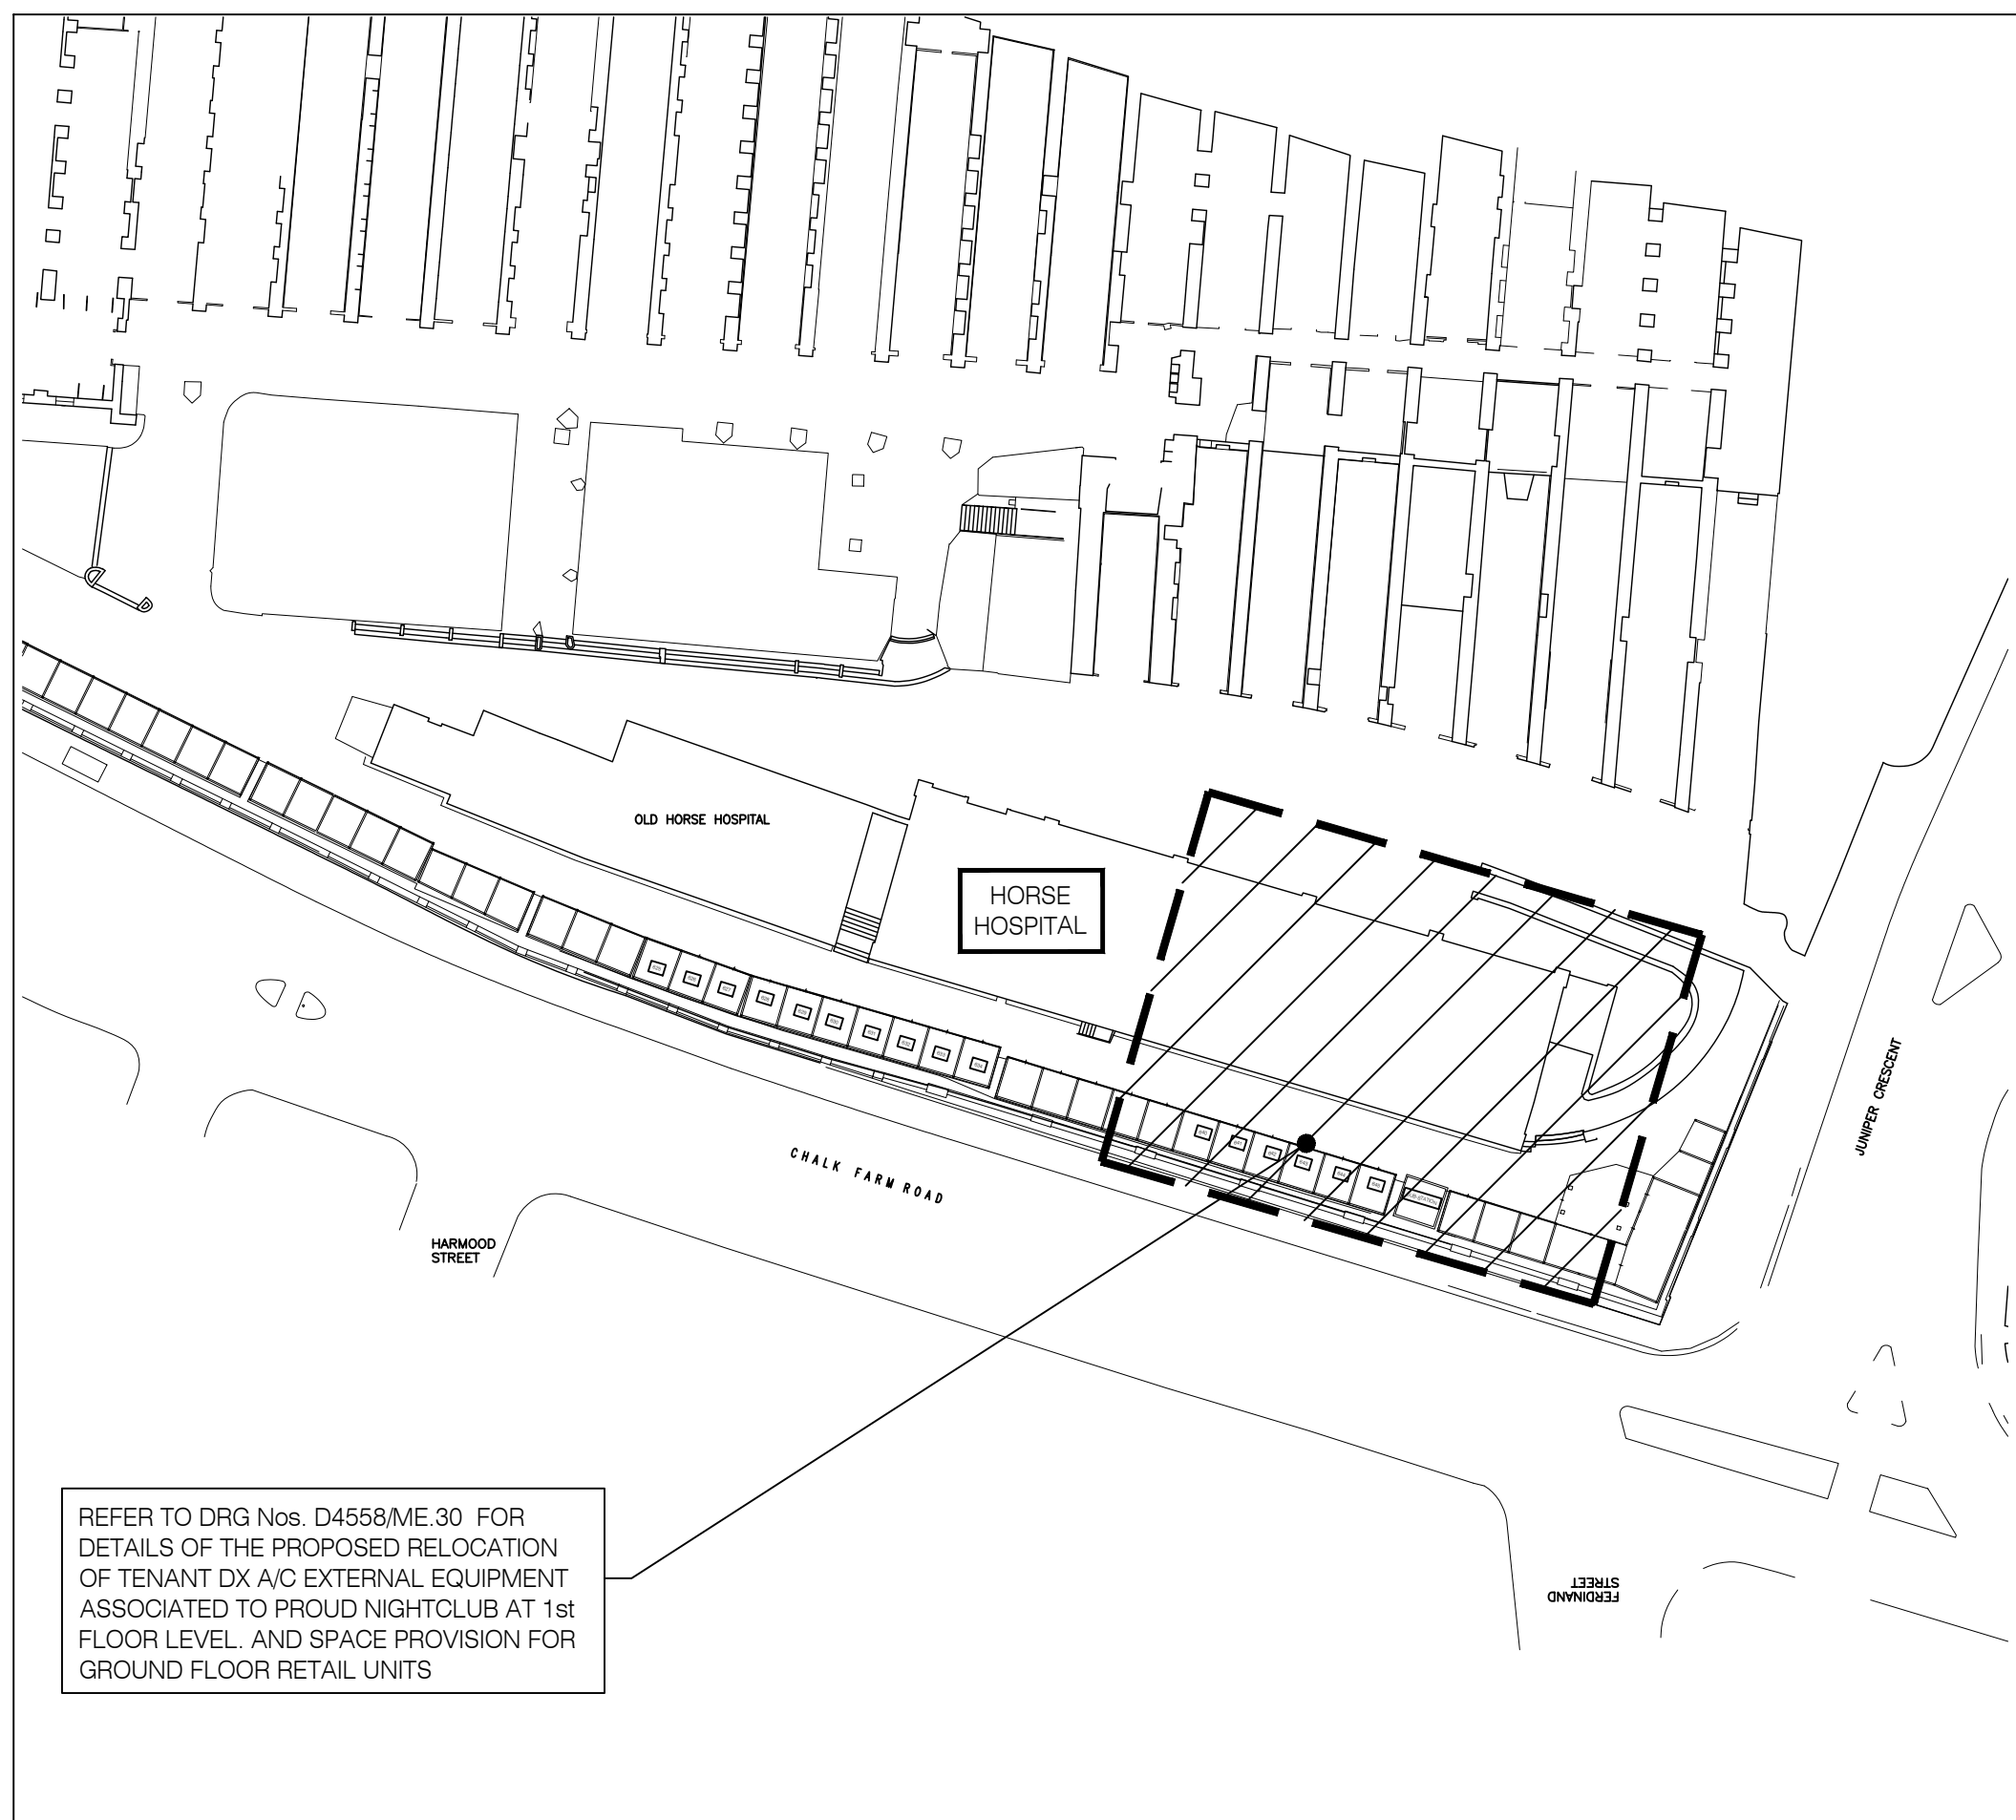 OLD HORSE HOSPITAL
HORSE
HOSPITAL
JUNIPER CRESCENT
CHALK FARM ROAD
HARMOOD
STREET
REFER TO DRG Nos. D4558/ME.30 FOR
DETAILS OF THE PROPOSED RELOCATION
OF TENANT DX A/C EXTERNAL EQUIPMENT
ASSOCIATED TO PROUD NIGHTCLUB AT 1st
FLOOR LEVEL. AND SPACE PROVISION FOR
GROUND FLOOR RETAIL UNITS
FERDINAND
STREET